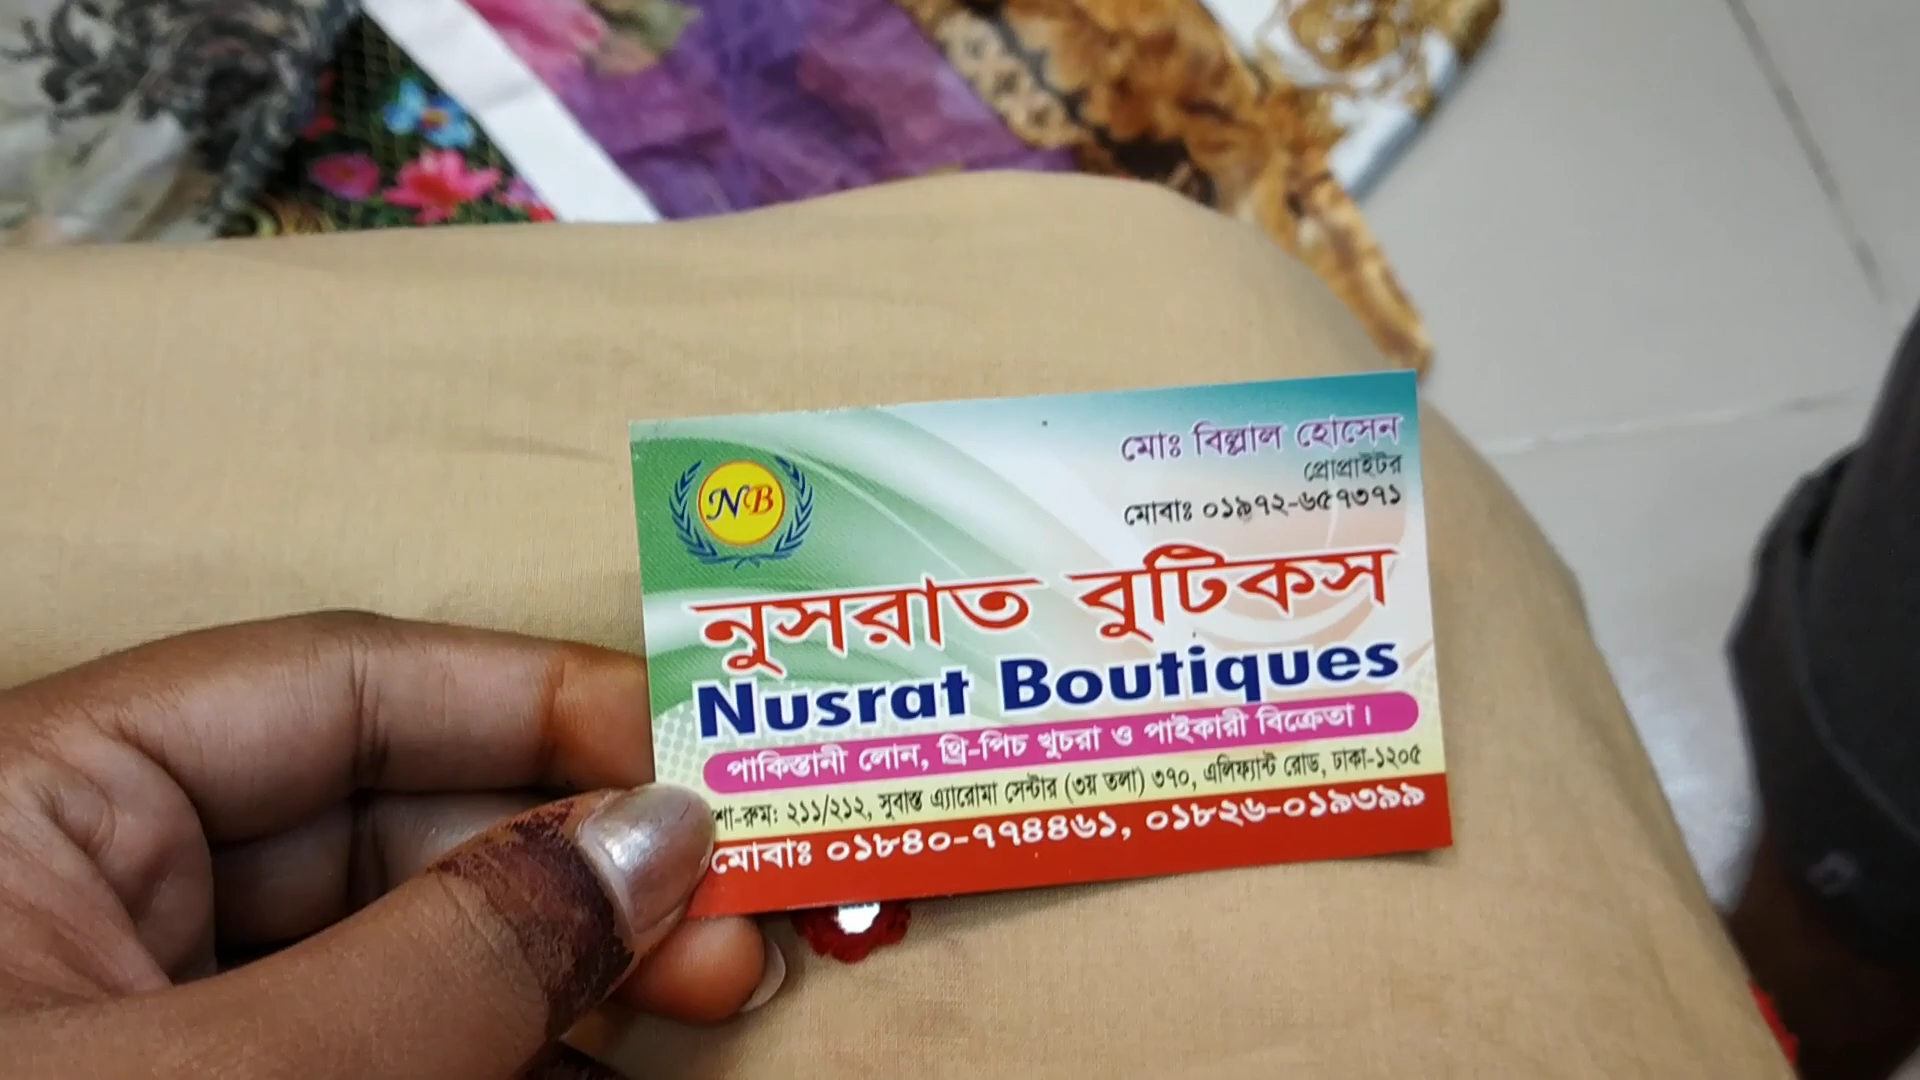 NB
মোঃ বিল্লাল হোসেন
প্রোপ্রাইটর
মোবাঃ ০১৯৭২-৬৫৭৩৭১
নুসরাত বুটিকস
Nusrat Boutiques
পাকিস্তানী লোন, থ্রি-পিচ খুচরা ও পাইকারী বিক্রেতা।
শো-রুম: ২১১/২১২, সুবাস্তু এ্যারোমা সেন্টার (৩য় তলা) ৩৭০, এলিফ্যান্ট রোড, ঢাকা-১২০৫
মোবাঃ ০১৮৪০-৭৭৪৪৬১, ০১৮২৬-০১৯৩৯৯